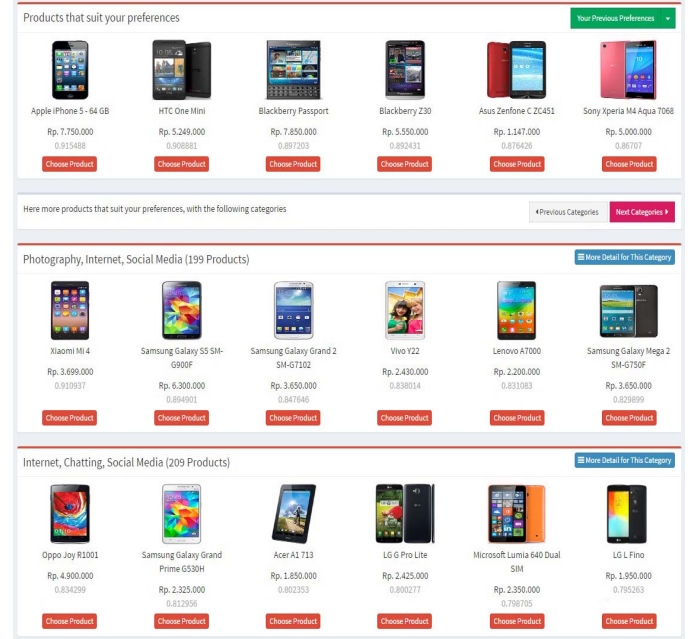 Products that suit your preferences
Your Previous Preferences
Apple iPhone 5 - 64 GB
HTC One Mini
Blackberry Passport
Blackberry Z30
Asus Zenfone C ZC451
Sony Xperia M4 Aqua 7068
Rp. 7.750.000
Rp. 5.249.000
Rp. 7.850.000
Rp. 5.550.000
Rp. 1.147.000
Rp. 5.000.000
0.915488
0.908881
0.897203
0.892431
0.876426
0.86707
Choose Product
Choose Product
Choose Product
Choose Product
Choose Product
Choose Product
Here more products that suit your preferences, with the following categories
Previous Categories
Next Categories
Photography, Internet, Social Media (199 Products)
More Detail for This Category
Xiaomi Mi 4
Rp. 3.699.000
0.910937
Choose Product
Samsung Galaxy S5 SM-
G900F
Rp. 6.300.000
0.894901
Choose Product
Samsung Galaxy Grand 2
SM-G7102
Rp. 3.650.000
0.847646
Choose Product
Vivo Y22
Rp. 2.430.000
0.838014
Choose Product
Lenovo A7000
Rp. 2.200.000
0.831083
Choose Product
Samsung Galaxy Mega 2
SM-G750F
Rp. 3.650.000
0.829899
Choose Product
Internet, Chatting, Social Media (209 Products)
More Detail for This Category
Oppo Joy R1001
Rp. 4.900.000
0.834299
Choose Product
Samsung Galaxy Grand
Prime G530H
Rp. 2.325.000
0.812956
Choose Product
Acer A1 713
Rp. 1.850.000
0.802353
Choose Product
LG G Pro Lite
Rp. 2.425.000
0.800277
Choose Product
Microsoft Lumia 640 Dual
SIM
Rp. 2.350.000
0.798705
Choose Product
LG L Fino
Rp. 1.950.000
0.795263
Choose Product